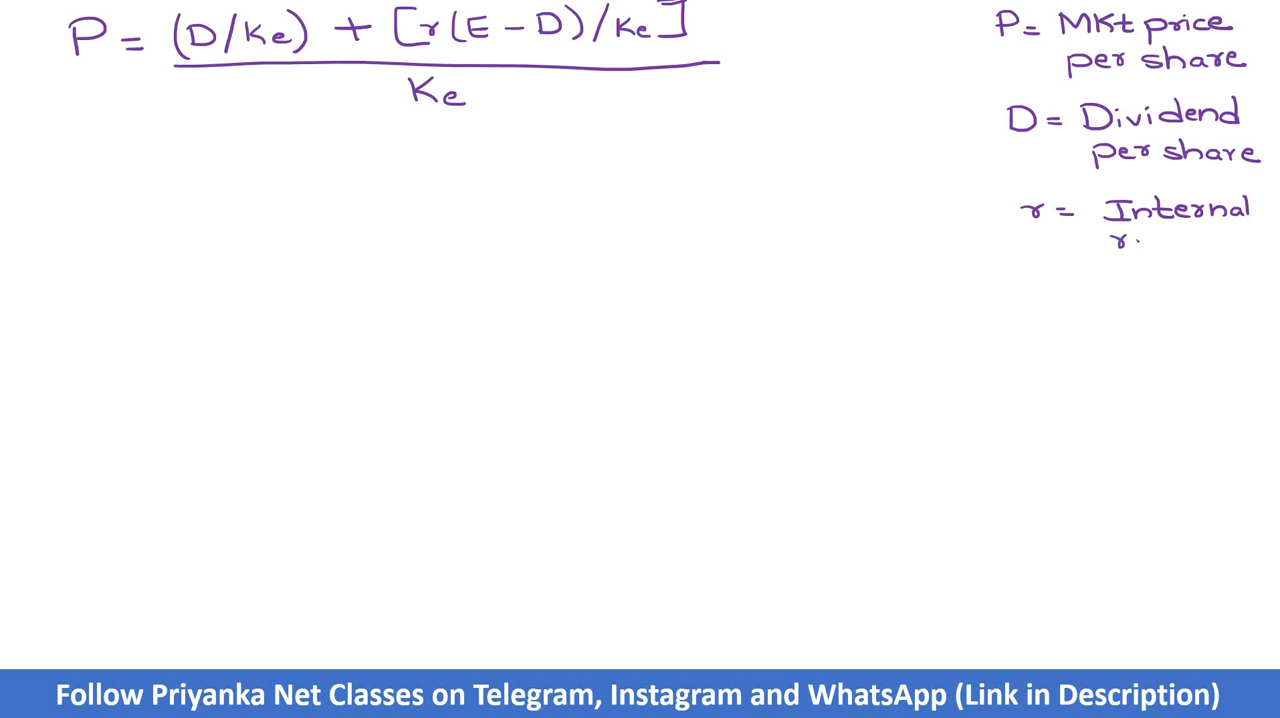 P = (D/Ke) + [r(E - D)/Ke]
Ke
P = MKt price
per share
D = Dividend
per share
r = Internal
r.
Follow Priyanka Net Classes on Telegram, Instagram and WhatsApp (Link in Description)